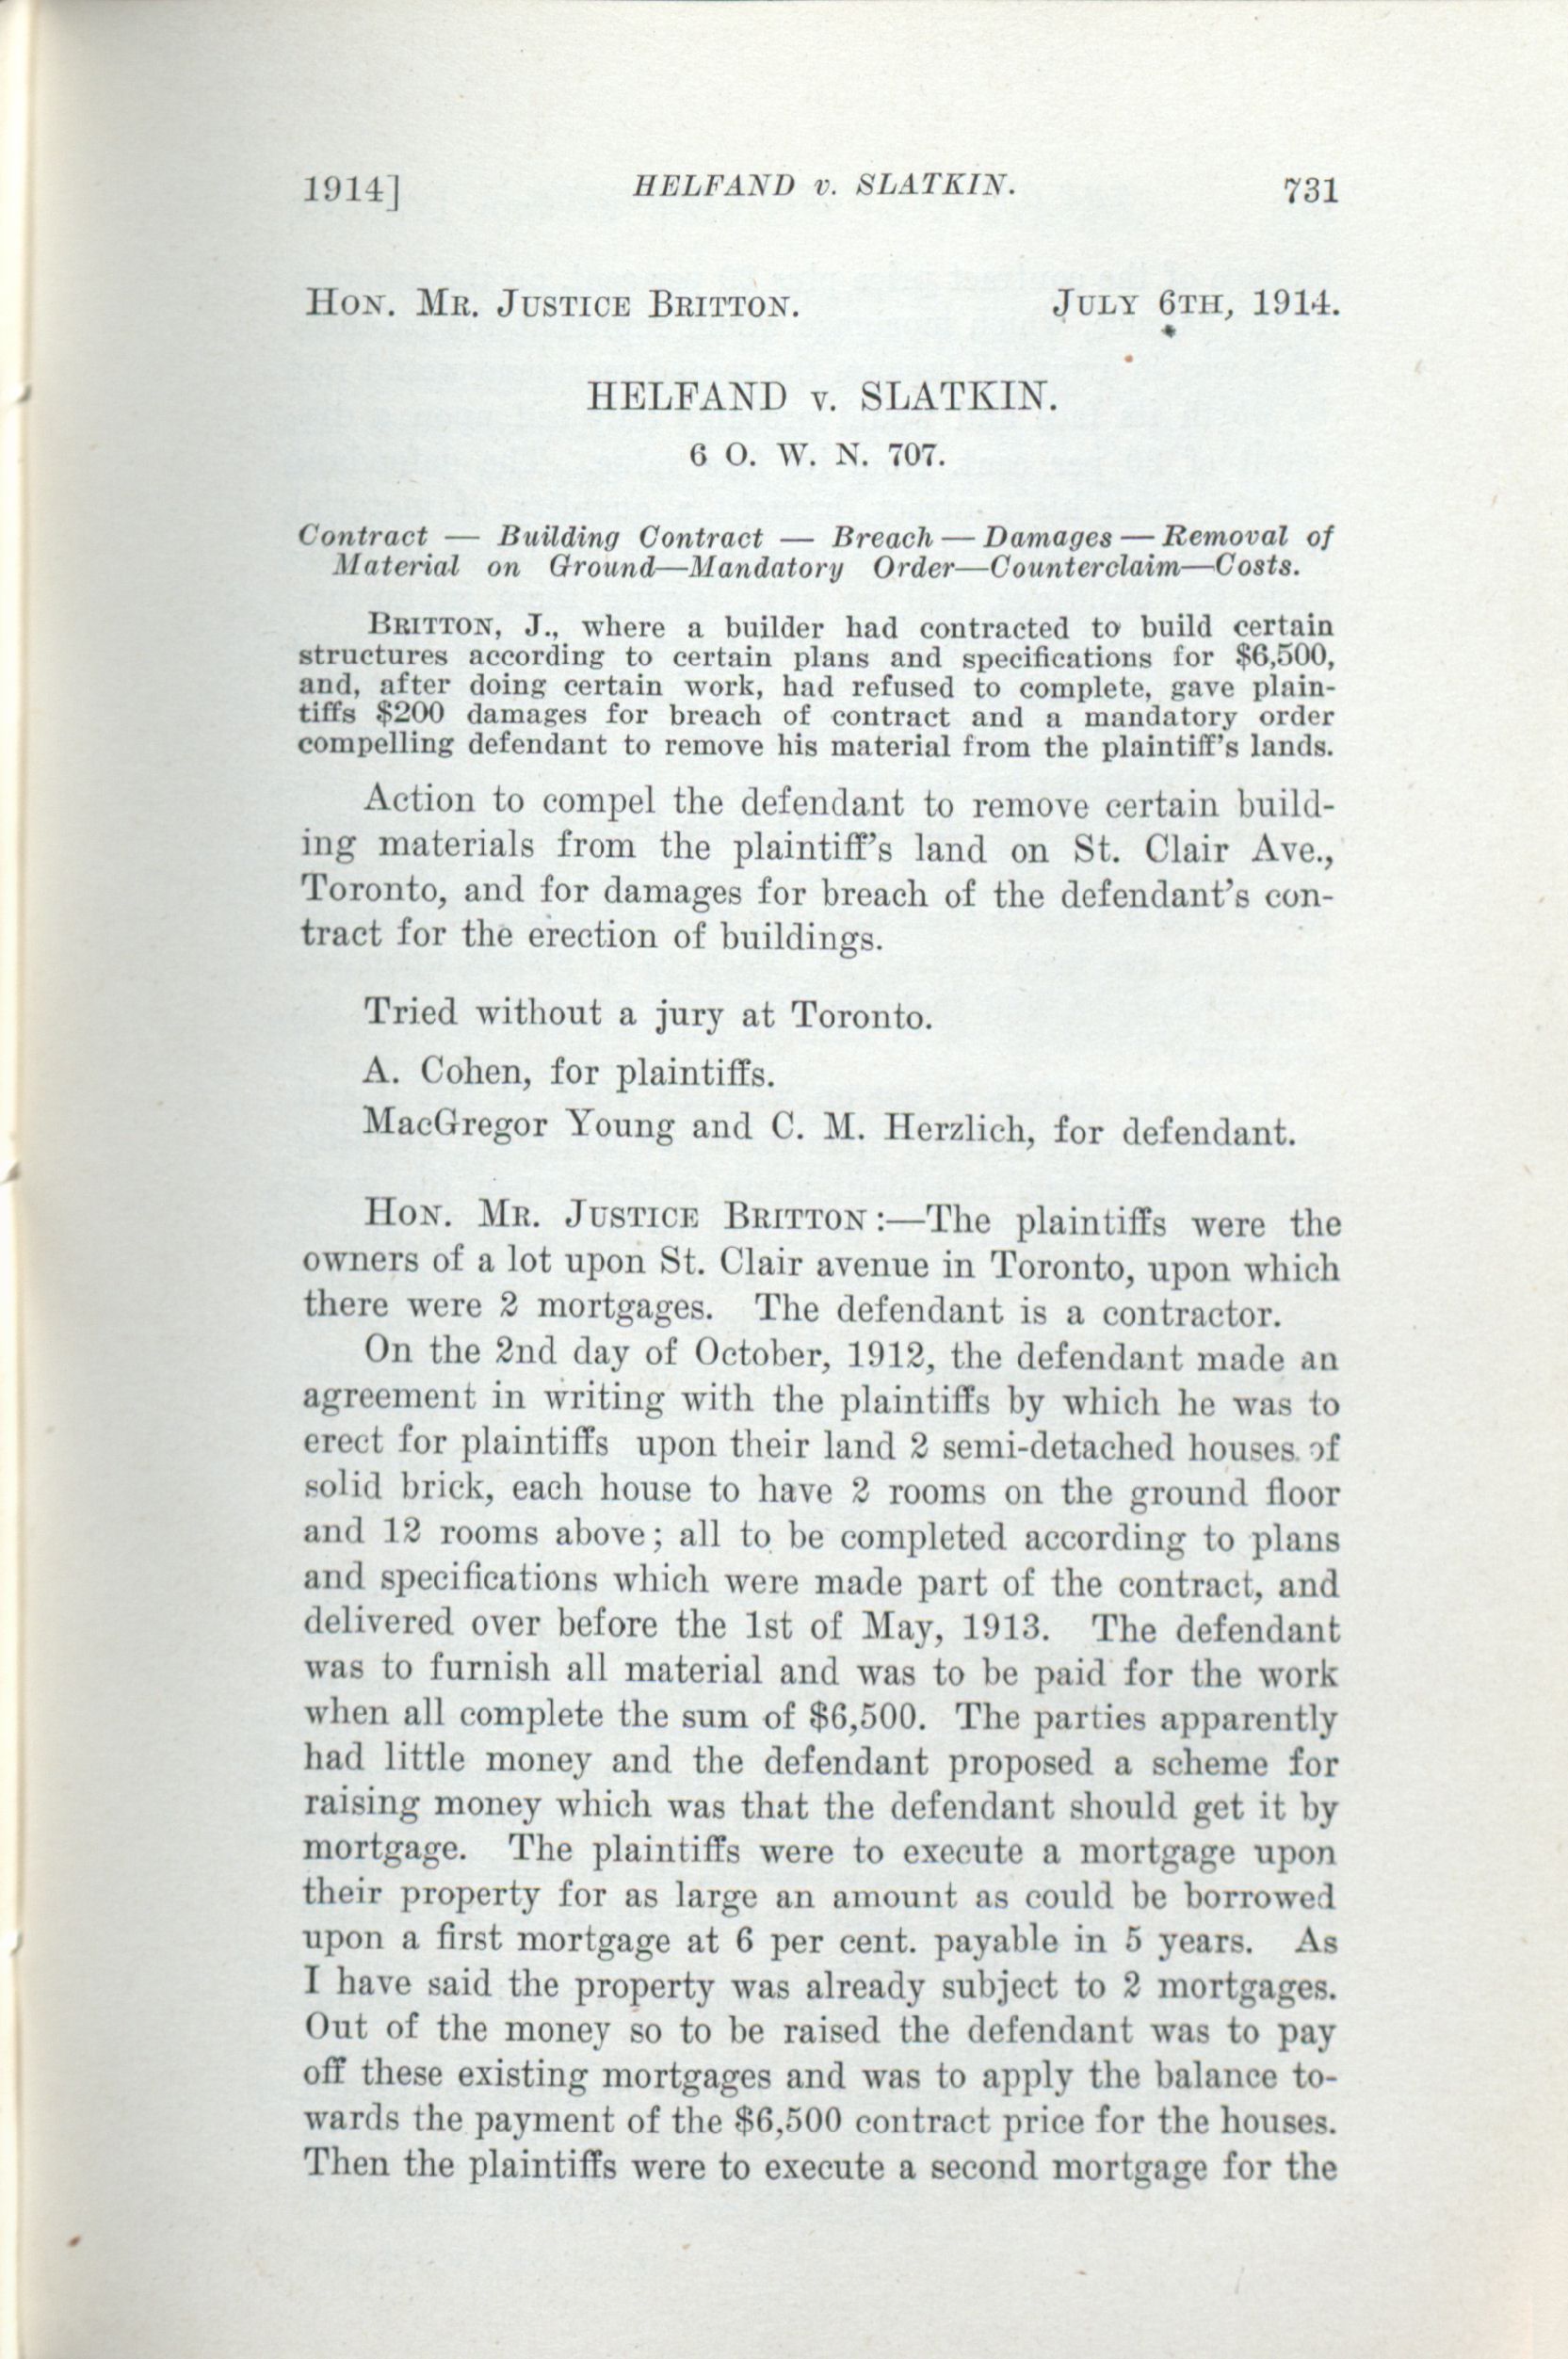 1914]
HELFAND v. SLATKIN.
731
HON. MR. JUSTICE BRITTON.
JULY 6TH, 1914.
HELFAND v. SLATKIN.
6 O. W. N. 707.
Contract — Building Contract — Breach — Damages — Removal of
Material on Ground—Mandatory Order—Counterclaim—Costs.
BRITTON, J., where a builder had contracted to build certain
structures according to certain plans and specifications for $6,500,
and, after doing certain work, had refused to complete, gave plain-
tiffs $200 damages for breach of contract and a mandatory order
compelling defendant to remove his material from the plaintiff's lands.
Action to compel the defendant to remove certain build-
ing materials from the plaintiff's land on St. Clair Ave.,
Toronto, and for damages for breach of the defendant's con-
tract for the erection of buildings.
Tried without a jury at Toronto.
A. Cohen, for plaintiffs.
MacGregor Young and C. M. Herzlich, for defendant.
HON. MR. JUSTICE BRITTON:—The plaintiffs were the
owners of a lot upon St. Clair avenue in Toronto, upon which
there were 2 mortgages. The defendant is a contractor.
On the 2nd day of October, 1912, the defendant made an
agreement in writing with the plaintiffs by which he was to
erect for plaintiffs upon their land 2 semi-detached houses of
solid brick, each house to have 2 rooms on the ground floor
and 12 rooms above; all to be completed according to plans
and specifications which were made part of the contract, and
delivered over before the 1st of May, 1913. The defendant
was to furnish all material and was to be paid for the work
when all complete the sum of $6,500. The parties apparently
had little money and the defendant proposed a scheme for
raising money which was that the defendant should get it by
mortgage. The plaintiffs were to execute a mortgage upon
their property for as large an amount as could be borrowed
upon a first mortgage at 6 per cent. payable in 5 years. As
I have said the property was already subject to 2 mortgages.
Out of the money so to be raised the defendant was to pay
off these existing mortgages and was to apply the balance to-
wards the payment of the $6,500 contract price for the houses.
Then the plaintiffs were to execute a second mortgage for the